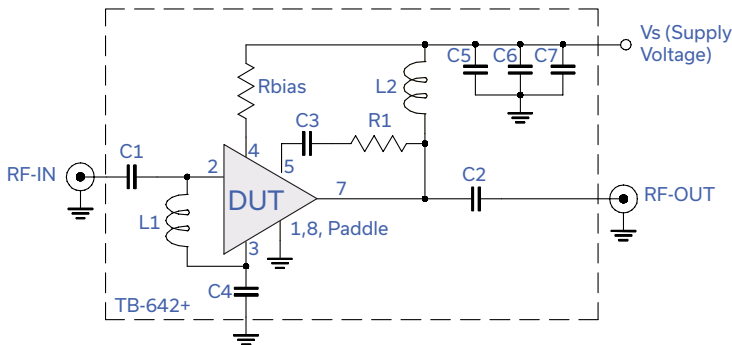 Vs (Supply
Voltage)
C5
C6
C7
L2
Rbias
C3
R1
C1
4
5
RF-IN
2
DUT
7
C2
RF-OUT
L1
1,8, Paddle
3
C4
TB-642+